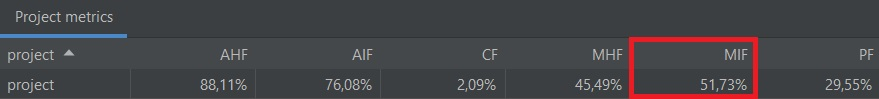 Project metrics
project AHF AIF CF MHF MIF PF
project 88,11% 76,08% 2,09% 45,49% 51,73% 29,55%